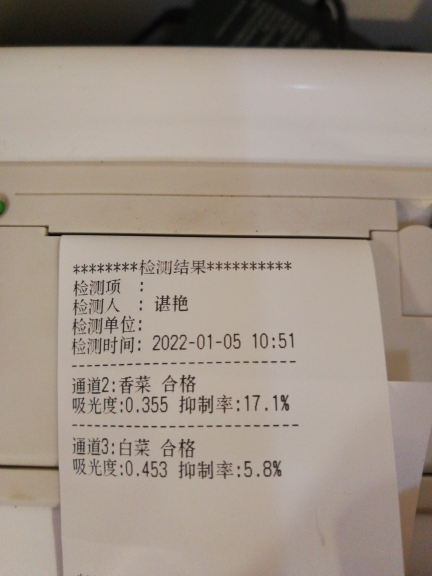 ********检测结果**********
检测项 :
检测人 : 谌艳
检测单位:
检测时间: 2022-01-05 10:51
--------------------------
通道2:香菜 合格
吸光度:0.355 抑制率:17.1%
--------------------------
通道3:白菜 合格
吸光度:0.453 抑制率:5.8%